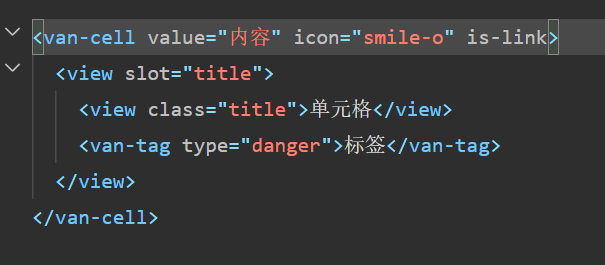 <van-cell value="内容" icon="smile-o" is-link>
<view slot="title">
<view class="title">单元格</view>
<van-tag type="danger">标签</van-tag>
</view>
</van-cell>